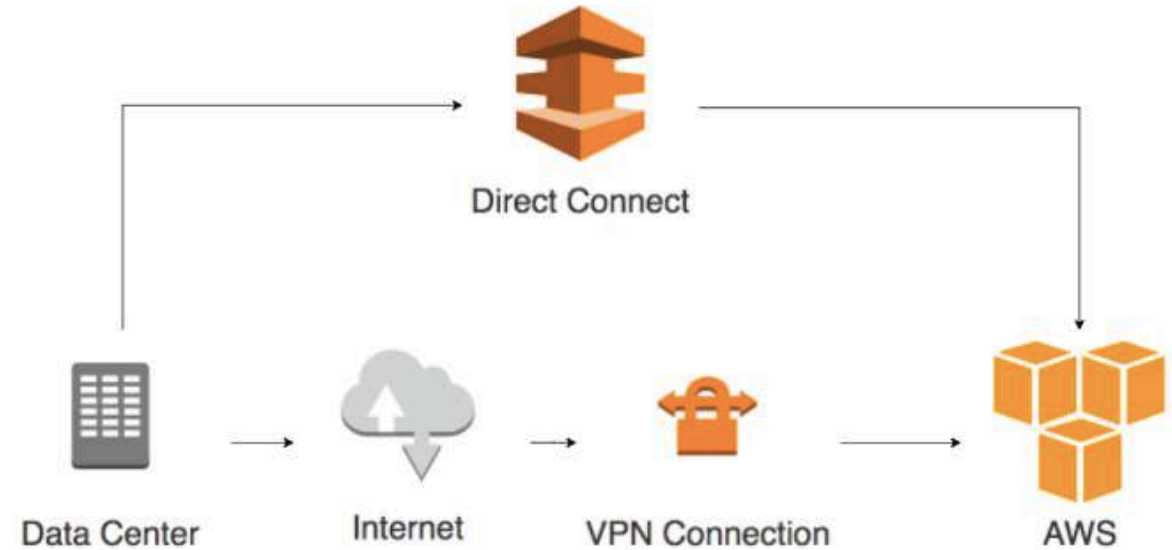 Direct Connect
Data Center
Internet
VPN Connection
AWS